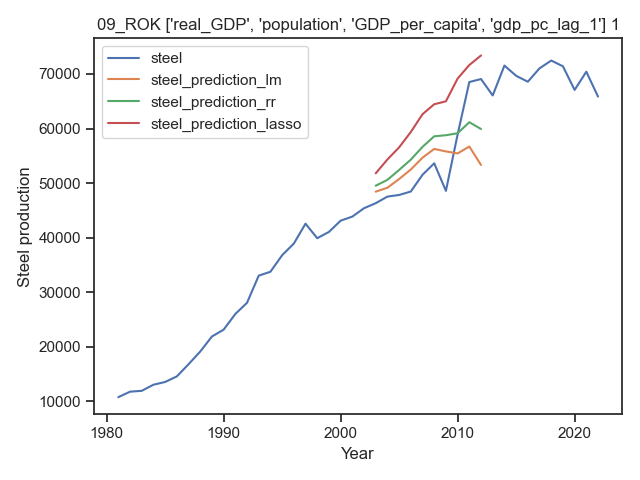 09_ROK ['real_GDP', 'population', 'GDP_per_capita', 'gdp_pc_lag_1'] 1
steel
steel_prediction_lm
steel_prediction_rr
steel_prediction_lasso
70000
60000
50000
40000
30000
20000
10000
Steel production
1980 1990 2000 2010 2020
Year